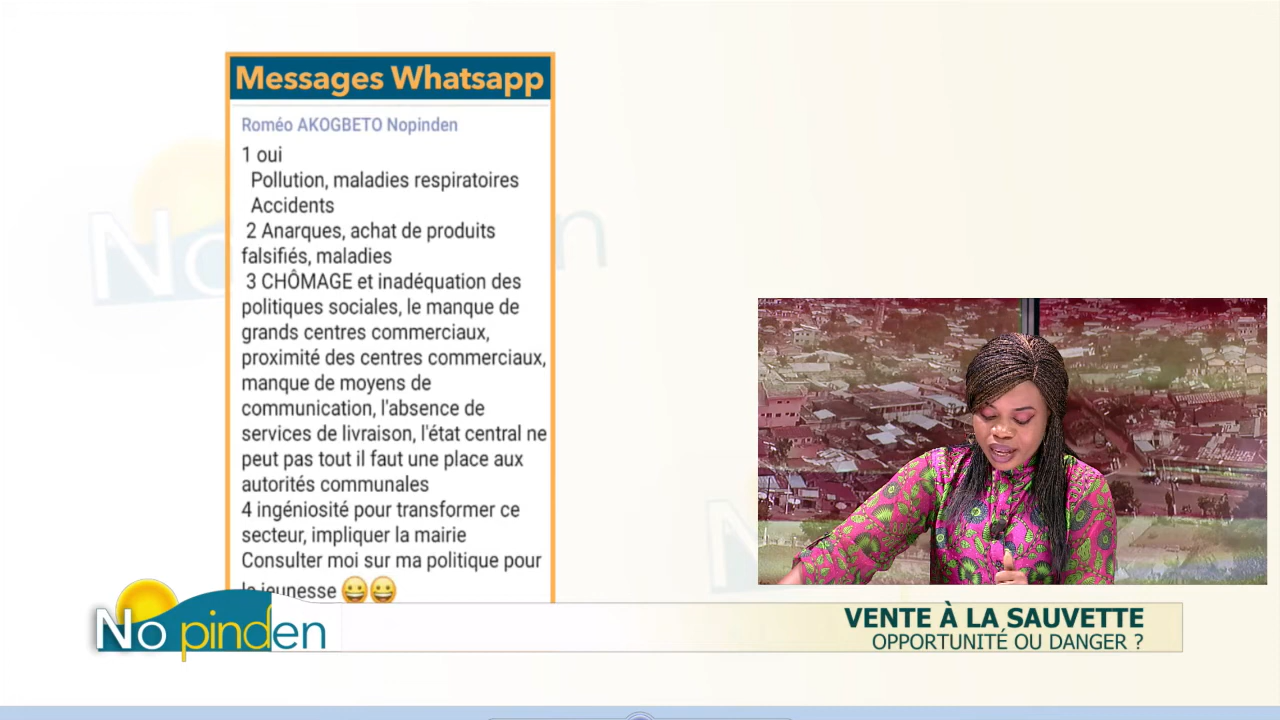 Messages Whatsapp
Roméo AKOGBETO Nopinden
1 oui
Pollution, maladies respiratoires
Accidents
2 Anarques, achat de produits
falsifiés, maladies
3 CHÔMAGE et inadéquation des
politiques sociales, le manque de
grands centres commerciaux,
proximité des centres commerciaux,
manque de moyens de
communication, l'absence de
services de livraison, l'état central ne
peut pas tout il faut une place aux
autorités communales
4 ingéniosité pour transformer ce
secteur, impliquer la mairie
Consulter moi sur ma politique pour
la jeunesse 😀😀
No pinden
VENTE À LA SAUVETTE
OPPORTUNITÉ OU DANGER ?